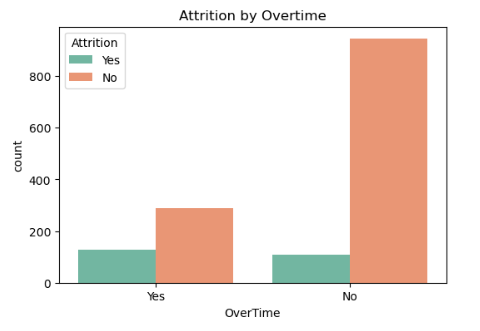 Attrition by Overtime
Attrition
Yes
No
800
600
400
200
0
count
Yes No
OverTime